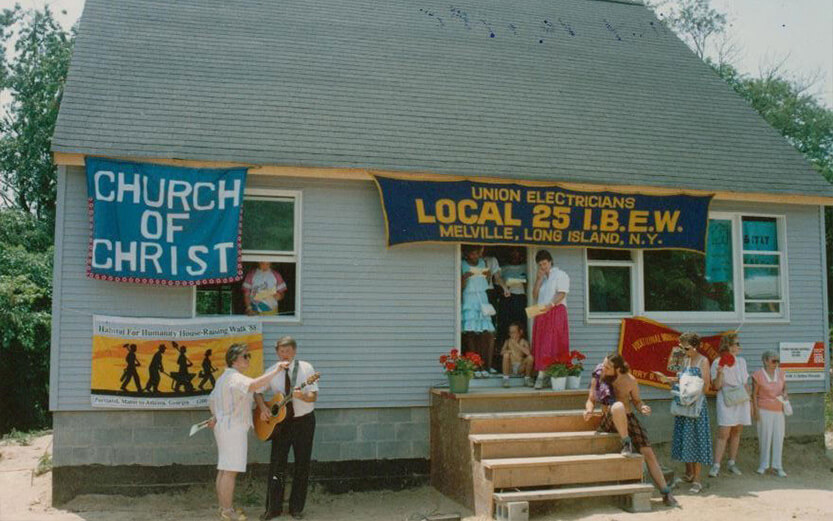 CHURCH
OF
CHRIST
UNION ELECTRICIANS
LOCAL 25 I.B.E.W.
MELVILLE, LONG ISLAND, N.Y.
Habitat For Humanity House-Raising Walk '88
Portland, Maine to Atlanta, Georgia